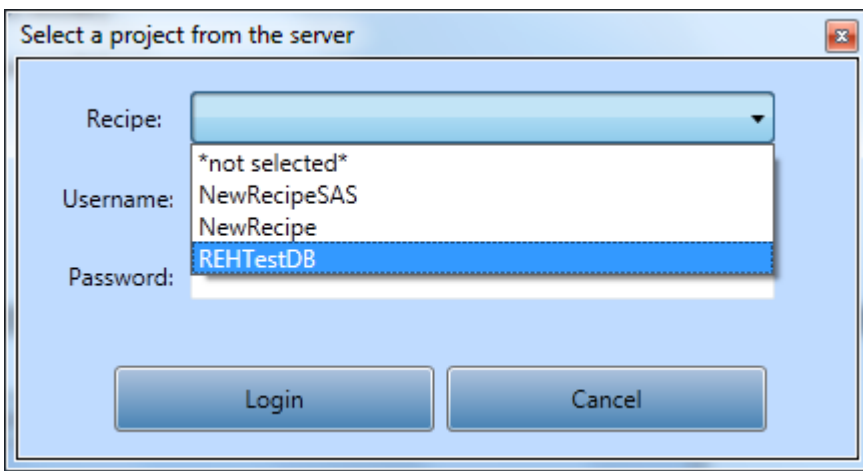 Select a project from the server
Recipe:
*not selected*
NewRecipeSAS
Username:
NewRecipe
REHTestDB
Password:
Login Cancel